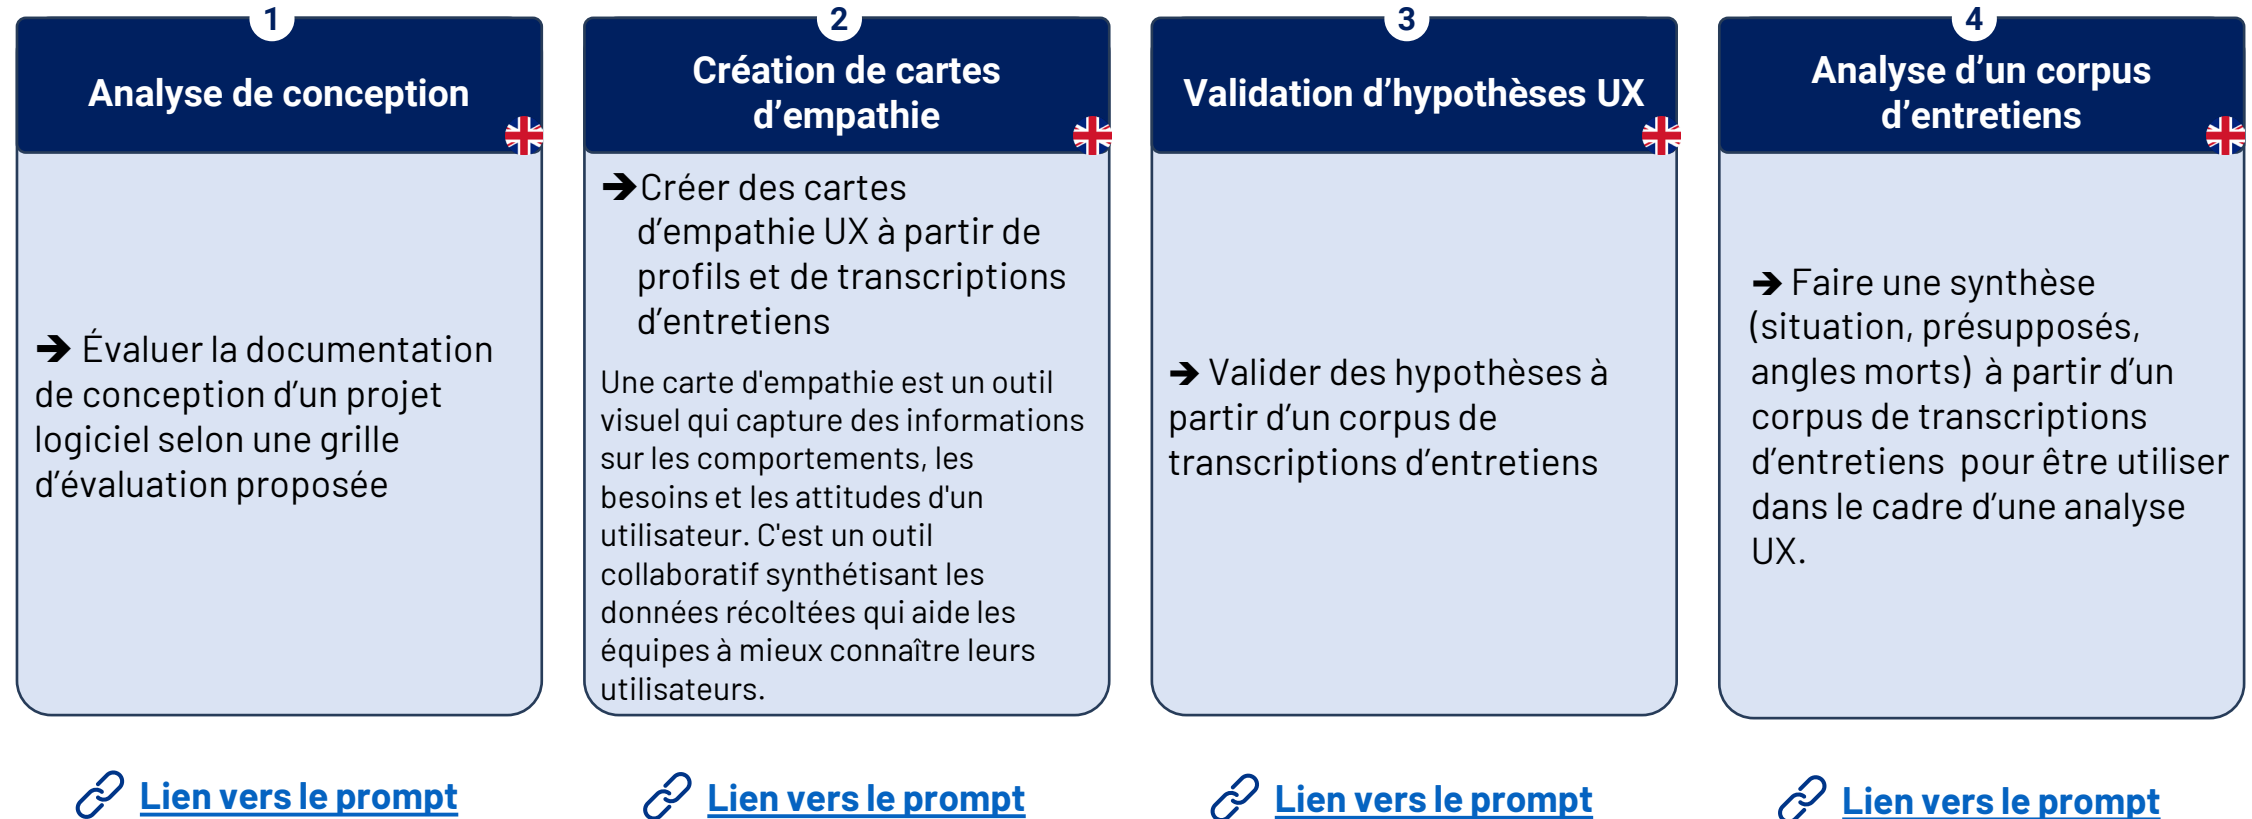 1
Analyse de conception
➔ Évaluer la documentation
de conception d’un projet
logiciel selon une grille
d’évaluation proposée
Lien vers le prompt
2
Création de cartes
d’empathie
➔Créer des cartes
d’empathie UX à partir de
profils et de transcriptions
d’entretiens
Une carte d'empathie est un outil
visuel qui capture des informations
sur les comportements, les
besoins et les attitudes d'un
utilisateur. C'est un outil
collaboratif synthétisant les
données récoltées qui aide les
équipes à mieux connaître leurs
utilisateurs.
Lien vers le prompt
3
Validation d’hypothèses UX
➔ Valider des hypothèses à
partir d’un corpus de
transcriptions d’entretiens
Lien vers le prompt
4
Analyse d’un corpus
d’entretiens
➔ Faire une synthèse
(situation, présupposés,
angles morts) à partir d’un
corpus de transcriptions
d’entretiens pour être utiliser
dans le cadre d’une analyse
UX.
Lien vers le prompt